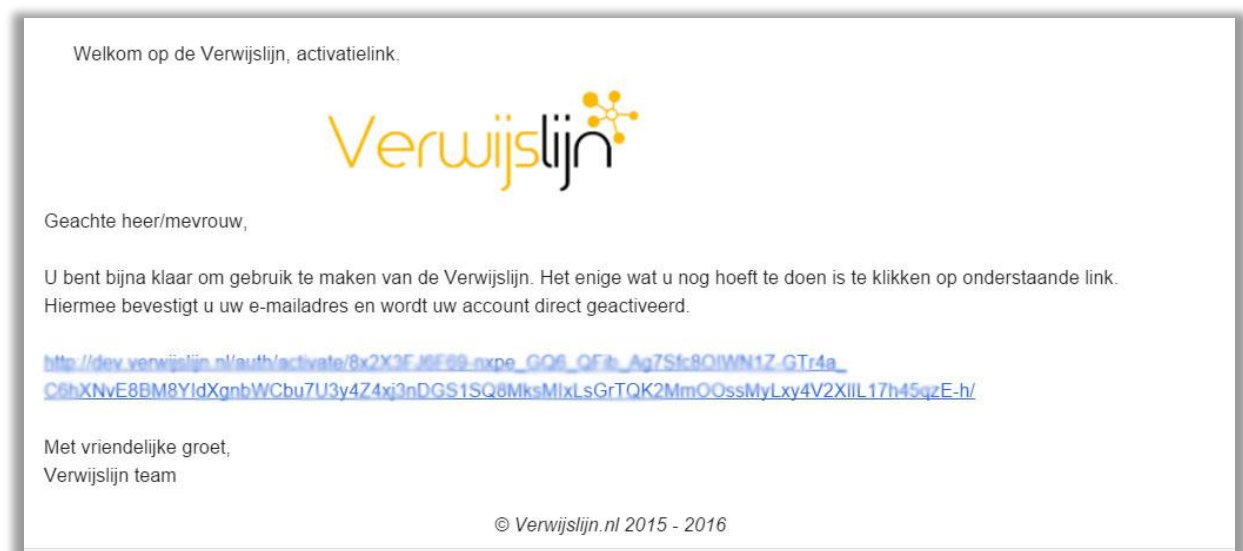 Welkom op de Verwijslijn, activatielink.
Verwijslijn
Geachte heer/mevrouw,
U bent bijna klaar om gebruik te maken van de Verwijslijn. Het enige wat u nog hoeft te doen is te klikken op onderstaande link.
Hiermee bevestigt u uw e-mailadres en wordt uw account direct geactiveerd.
Met vriendelijke groet,
Verwijslijn team
© Verwijslijn.nl 2015 - 2016